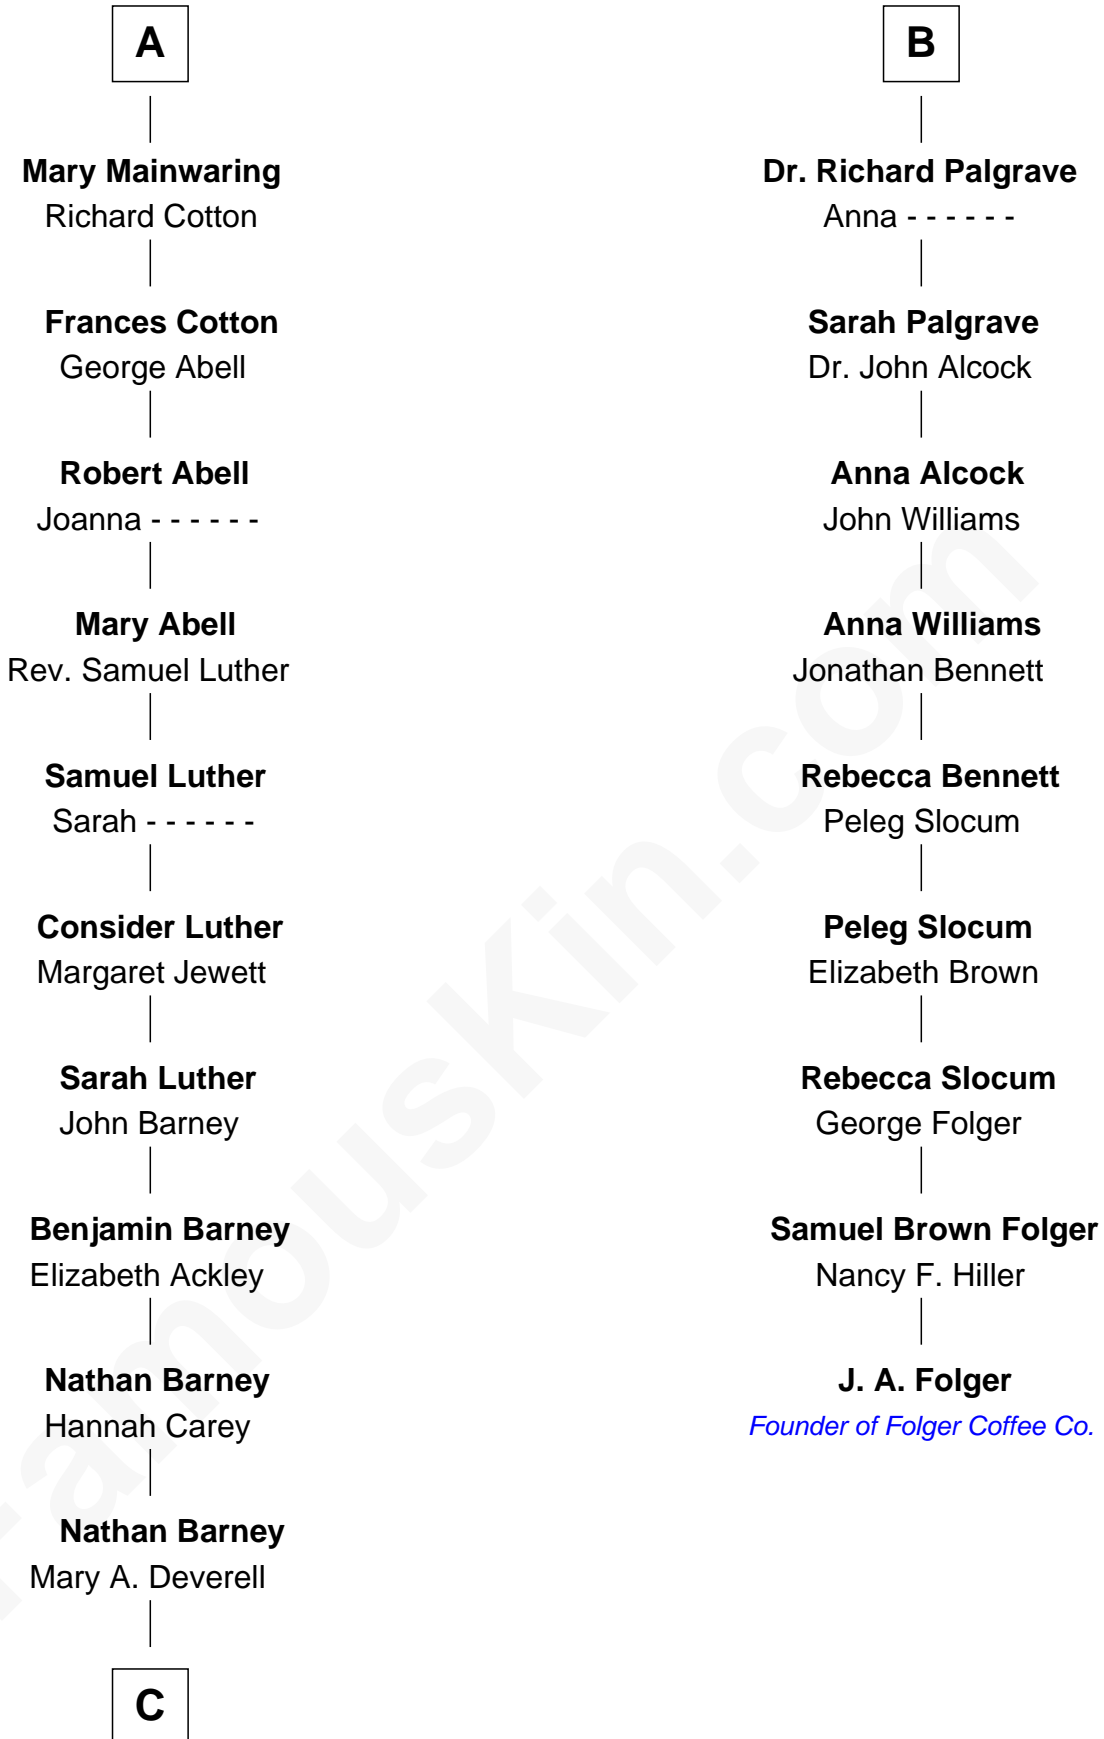 A
Mary Mainwaring
Richard Cotton
Frances Cotton
George Abell
Robert Abell
Joanna - - - - - -
Mary Abell
Rev. Samuel Luther
Samuel Luther
Sarah - - - - - -
Consider Luther
Margaret Jewett
Sarah Luther
John Barney
Benjamin Barney
Elizabeth Ackley
Nathan Barney
Hannah Carey
Nathan Barney
Mary A. Deverell
C
B
Dr. Richard Palgrave
Anna - - - - - -
Sarah Palgrave
Dr. John Alcock
Anna Alcock
John Williams
Anna Williams
Jonathan Bennett
Rebecca Bennett
Peleg Slocum
Peleg Slocum
Elizabeth Brown
Rebecca Slocum
George Folger
Samuel Brown Folger
Nancy F. Hiller
J. A. Folger
Founder of Folger Coffee Co.
FamousKin.com